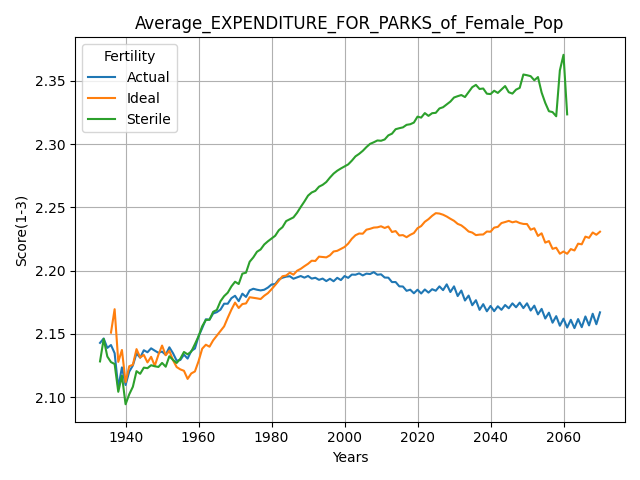 Average_EXPENDITURE_FOR_PARKS_of_Female_Pop
Fertility
Actual
Ideal
Sterile
Score(1-3)
2.35
2.30
2.25
2.20
2.15
2.10
1940 1960 1980 2000 2020 2040 2060
Years